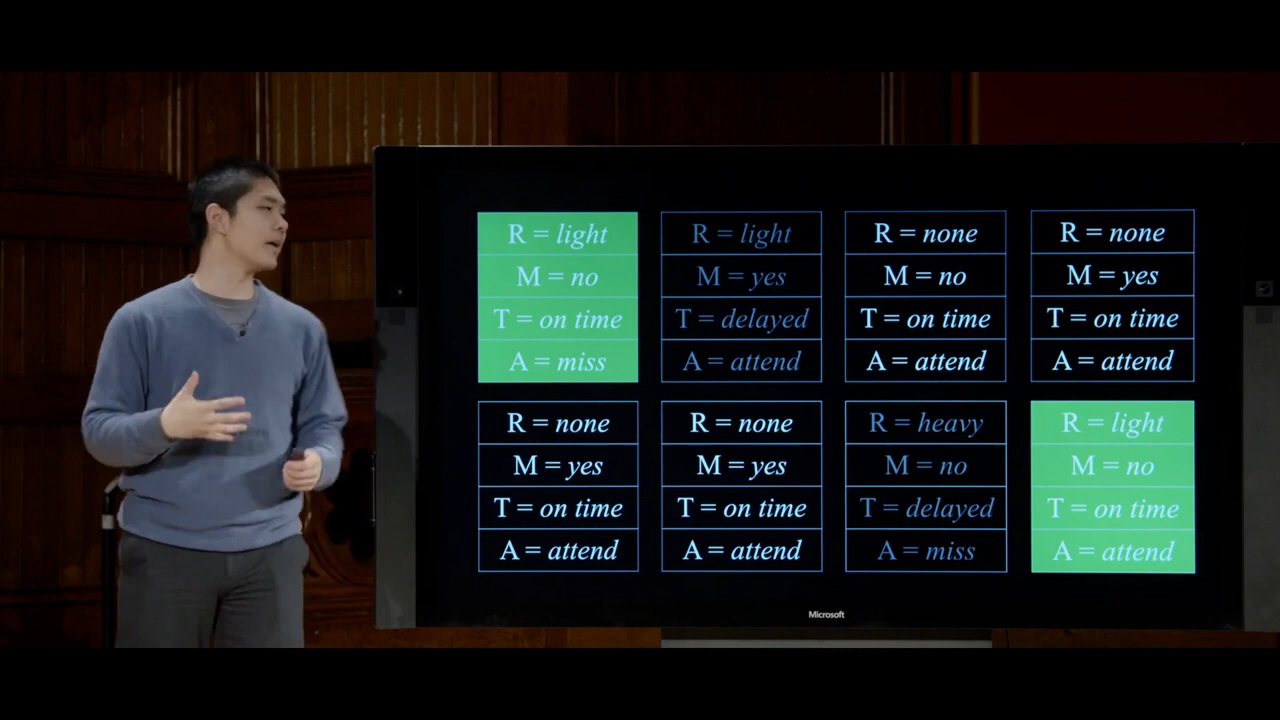 R = light
M = no
T = on time
A = miss
R = light
M = yes
T = delayed
A = attend
R = none
M = no
T = on time
A = attend
R = none
M = yes
T = on time
A = attend
R = none
M = yes
T = on time
A = attend
R = none
M = yes
T = on time
A = attend
R = heavy
M = no
T = delayed
A = miss
R = light
M = no
T = on time
A = attend
Microsoft